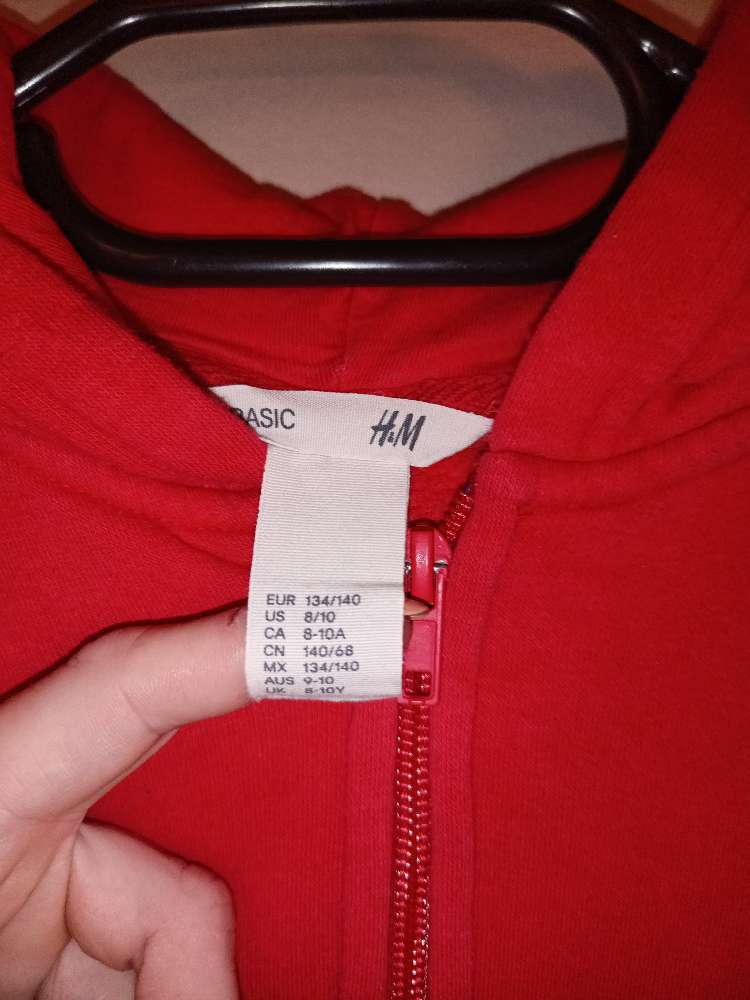 BASIC H&M
EUR 134/140
US 8/10
CA 8-10A
CN 140/68
MX 134/140
AUS 9-10
UK 8-10Y